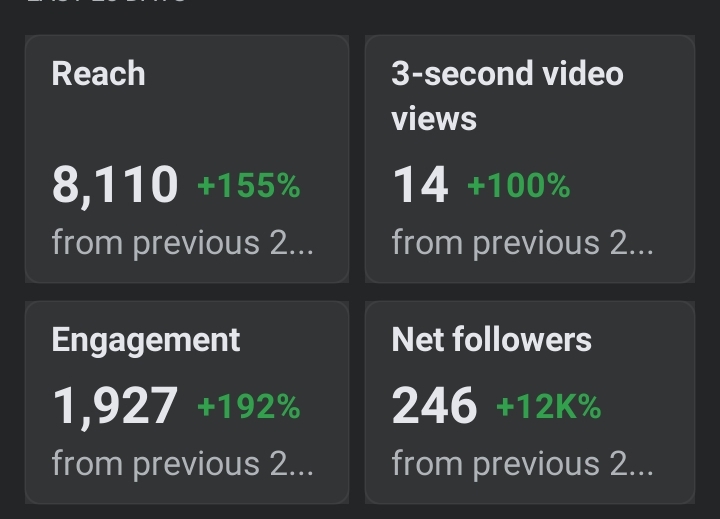 Reach
8,110 +155%
from previous 2...
3-second video
views
14 +100%
from previous 2...
Engagement
1,927 +192%
from previous 2...
Net followers
246 +12K%
from previous 2...